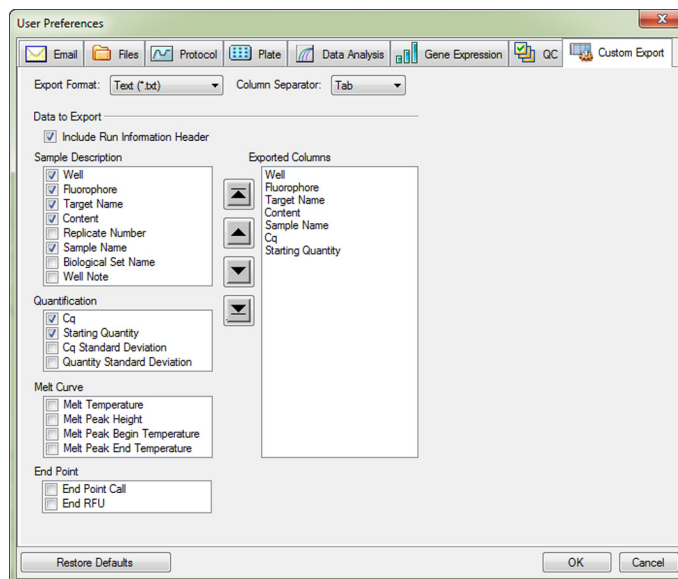 User Preferences
Email Files Protocol Plate Data Analysis Gene Expression QC Custom Export
Export Format: Text (*.txt) Column Separator: Tab
Data to Export
Include Run Information Header
Sample Description
Well
Fluorophore
Target Name
Content
Replicate Number
Sample Name
Biological Set Name
Well Note
Quantification
Cq
Starting Quantity
Cq Standard Deviation
Quantity Standard Deviation
Melt Curve
Melt Temperature
Melt Peak Height
Melt Peak Begin Temperature
Melt Peak End Temperature
End Point
End Point Call
End RFU
Exported Columns
Well
Fluorophore
Target Name
Content
Sample Name
Cq
Starting Quantity
Restore Defaults OK Cancel